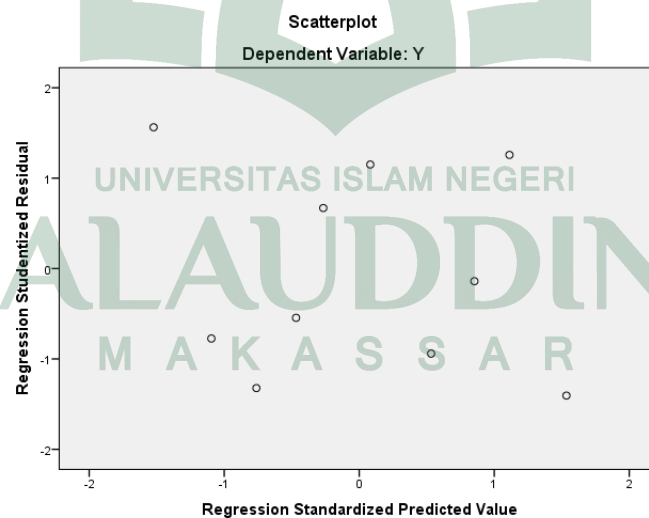 Scatterplot
Dependent Variable: Y
Regression Studentized Residual
2
1
0
-1
-2
UNIVERSITAS ISLAM NEGERI
ALAUDDIN
MAKASSAR
-2 -1 0 1 2
Regression Standardized Predicted Value